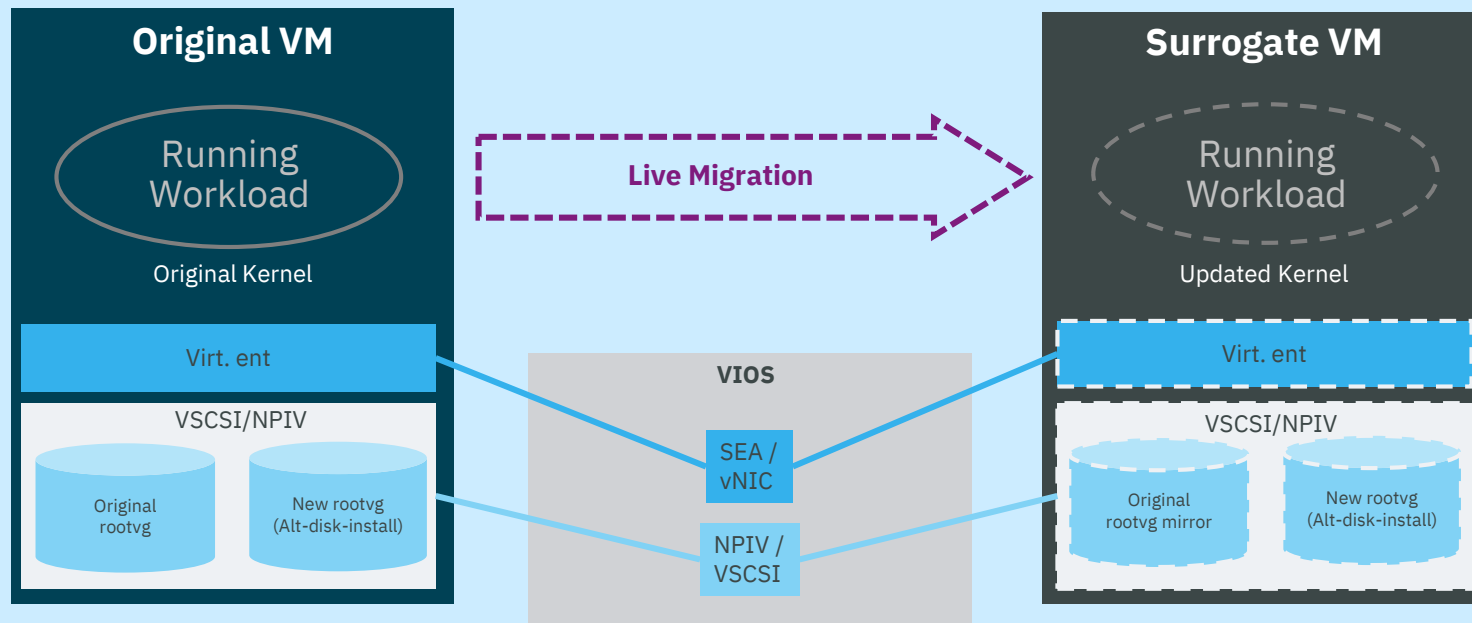 Original VM
Running
Workload
Original Kernel
Virt. ent
VSCSI/NPIV
Original
rootvg
New rootvg
(Alt-disk-install)
Live Migration
VIOS
SEA /
vNIC
NPIV /
VSCSI
Surrogate VM
Running
Workload
Updated Kernel
Virt. ent
VSCSI/NPIV
Original
rootvg mirror
New rootvg
(Alt-disk-install)